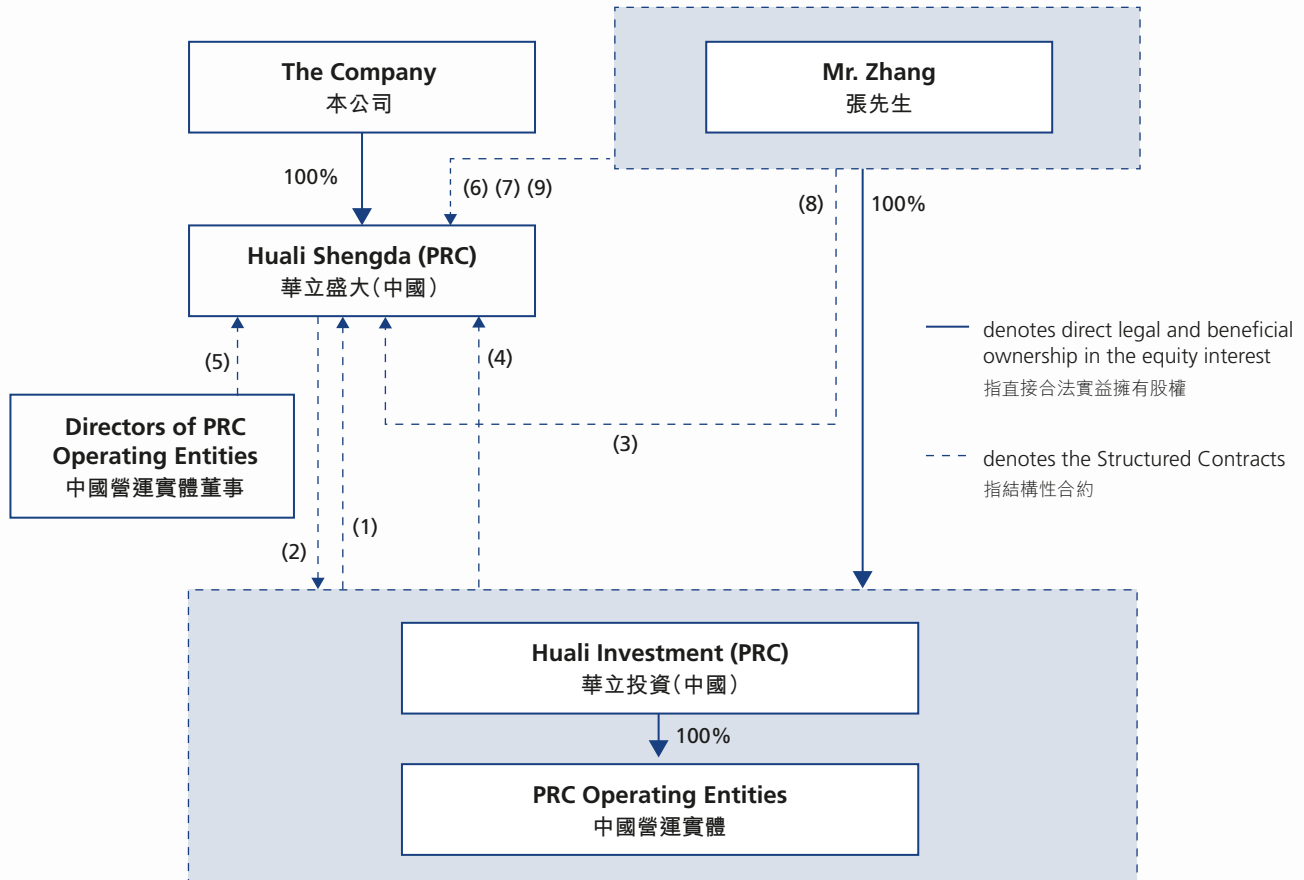 The Company
本公司
Mr. Zhang
張先生
100%
(6) (7) (9)
(8)
100%
Huali Shengda (PRC)
華立盛大(中國)
(5)
(4)
denotes direct legal and beneficial
ownership in the equity interest
指直接合法實益擁有股權
Directors of PRC
Operating Entities
中國營運實體董事
(3)
denotes the Structured Contracts
指結構性合約
(2)
(1)
Huali Investment (PRC)
華立投資(中國)
100%
PRC Operating Entities
中國營運實體